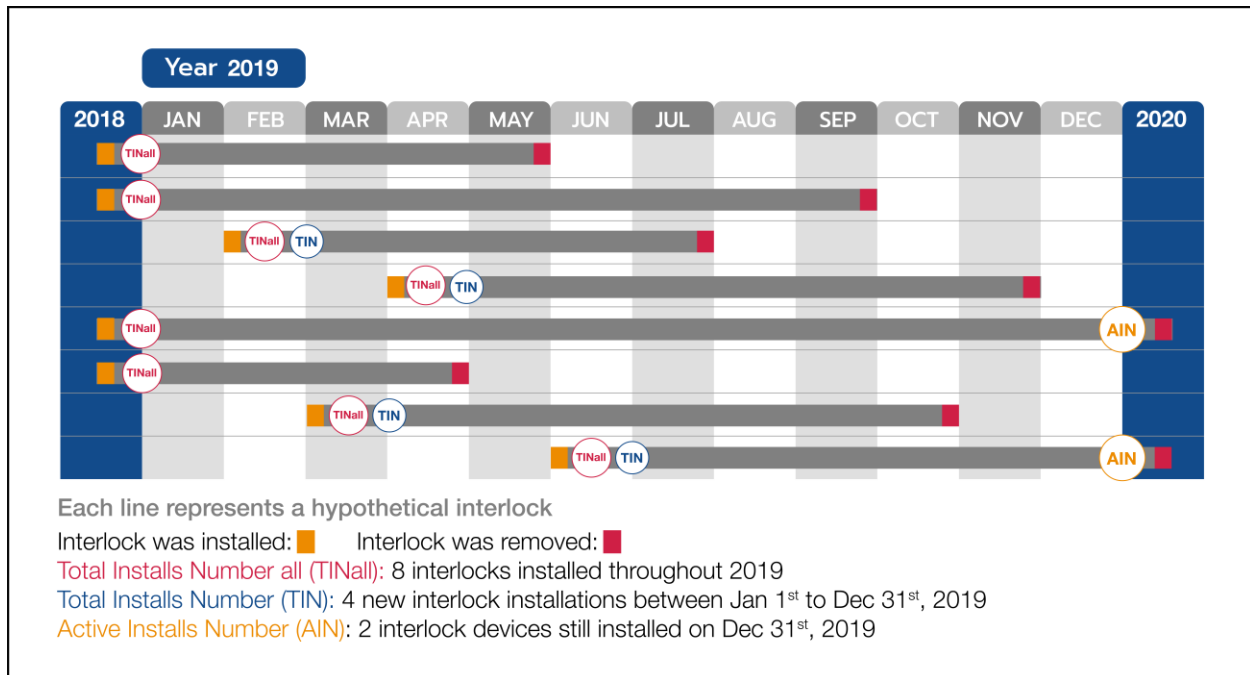 Year 2019
2018 JAN FEB MAR APR MAY JUN JUL AUG SEP OCT NOV DEC 2020
TINall
TINall
TINall TIN
TINall TIN
TINall AIN
TINall
TINall TIN
TINall TIN AIN
Each line represents a hypothetical interlock
Interlock was installed: Interlock was removed:
Total Installs Number all (TINall): 8 interlocks installed throughout 2019
Total Installs Number (TIN): 4 new interlock installations between Jan 1st to Dec 31st, 2019
Active Installs Number (AIN): 2 interlock devices still installed on Dec 31st, 2019